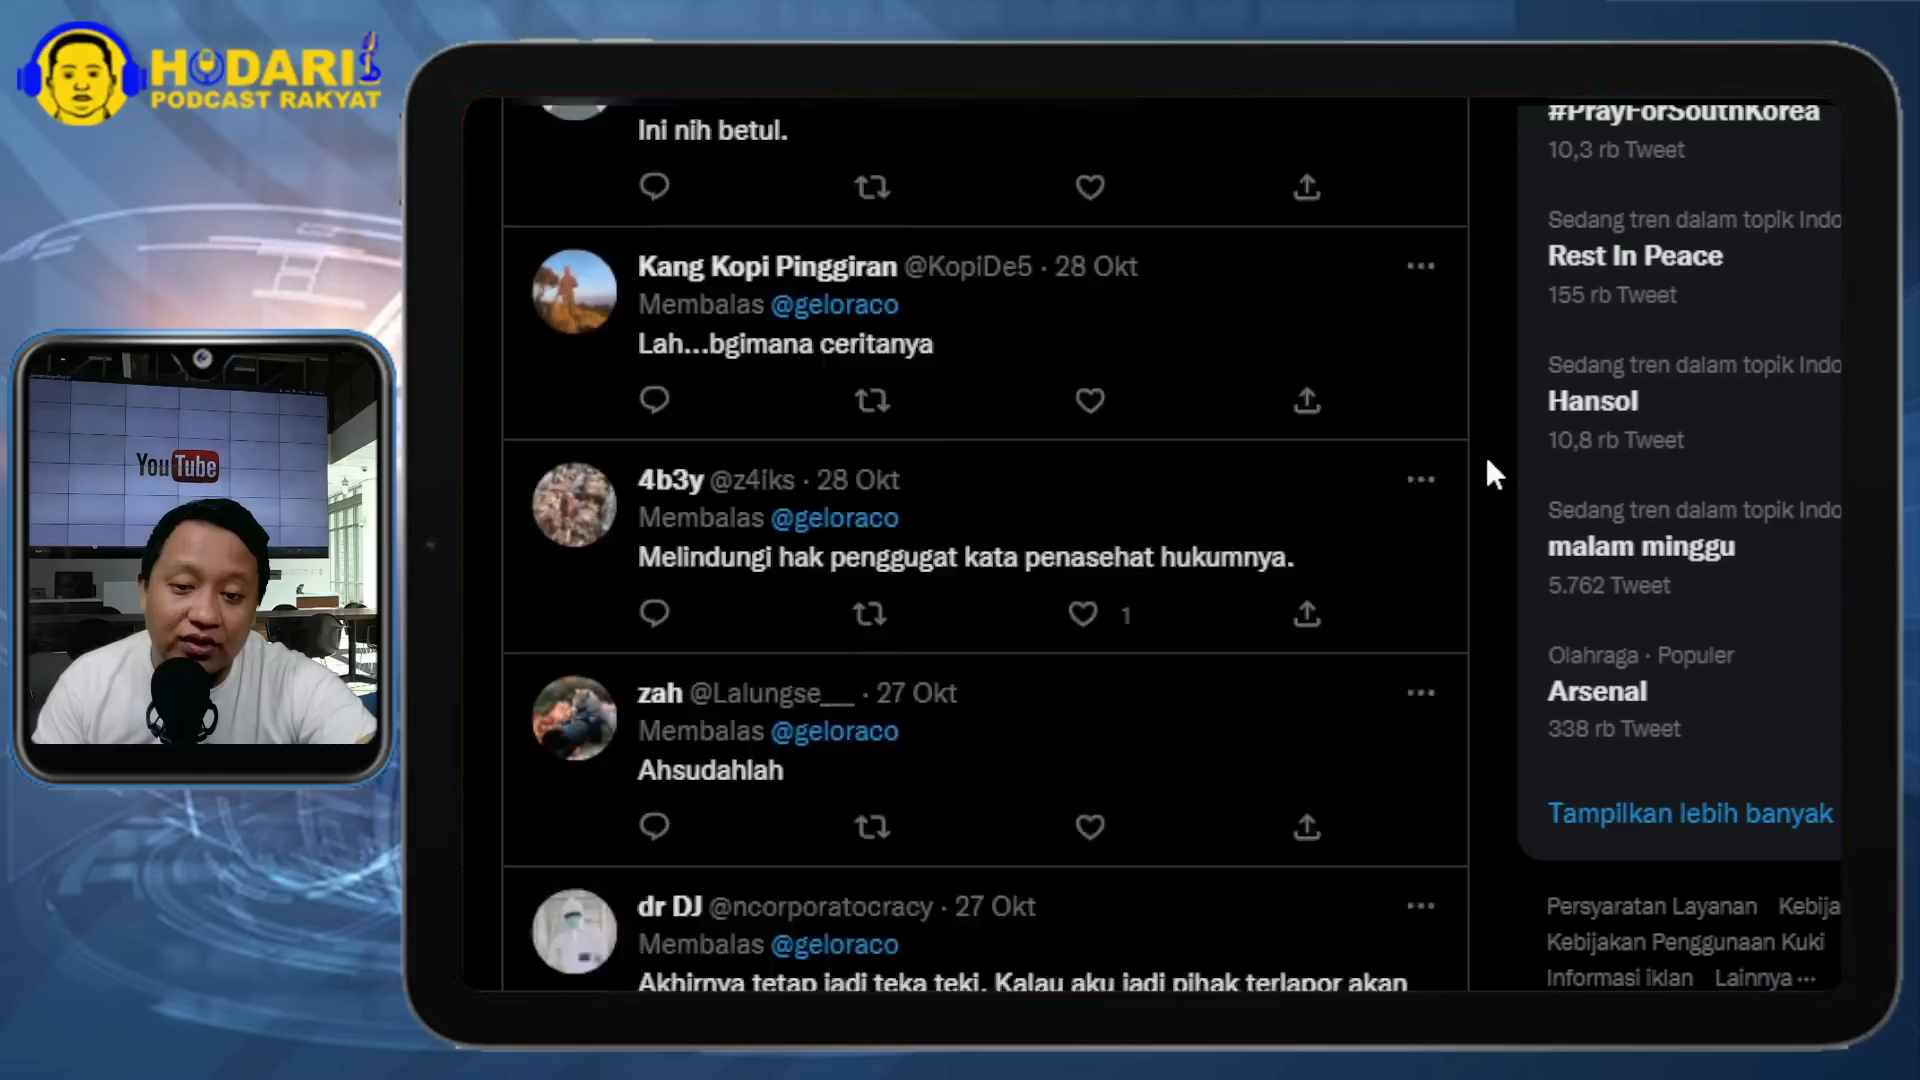 HODARI
PODCAST RAKYAT
YouTube
Ini nih betul.
Kang Kopi Pinggiran @KopiDe5 · 28 Okt
Membalas @geloraco
Lah...bgimana ceritanya
4b3y @z4iks · 28 Okt
Membalas @geloraco
Melindungi hak penggugat kata penasehat hukumnya.
1
zah @Lalungse__ · 27 Okt
Membalas @geloraco
Ahsudahlah
dr DJ @ncorporatocracy · 27 Okt
Membalas @geloraco
Akhirnya tetap jadi teka teki. Kalau aku jadi pihak terlapor akan
#PrayForSouthKorea
10,3 rb Tweet
Sedang tren dalam topik Indo
Rest In Peace
155 rb Tweet
Sedang tren dalam topik Indo
Hansol
10,8 rb Tweet
Sedang tren dalam topik Indo
malam minggu
5.762 Tweet
Olahraga · Populer
Arsenal
338 rb Tweet
Tampilkan lebih banyak
Persyaratan Layanan Kebija
Kebijakan Penggunaan Kuki
Informasi iklan Lainnya ···